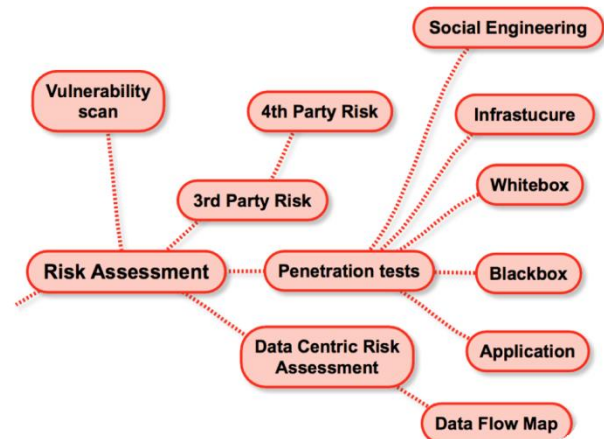 Social Engineering
Vulnerability
scan
4th Party Risk
Infrastucure
3rd Party Risk
Whitebox
Risk Assessment
Penetration tests
Blackbox
Data Centric Risk
Assessment
Application
Data Flow Map